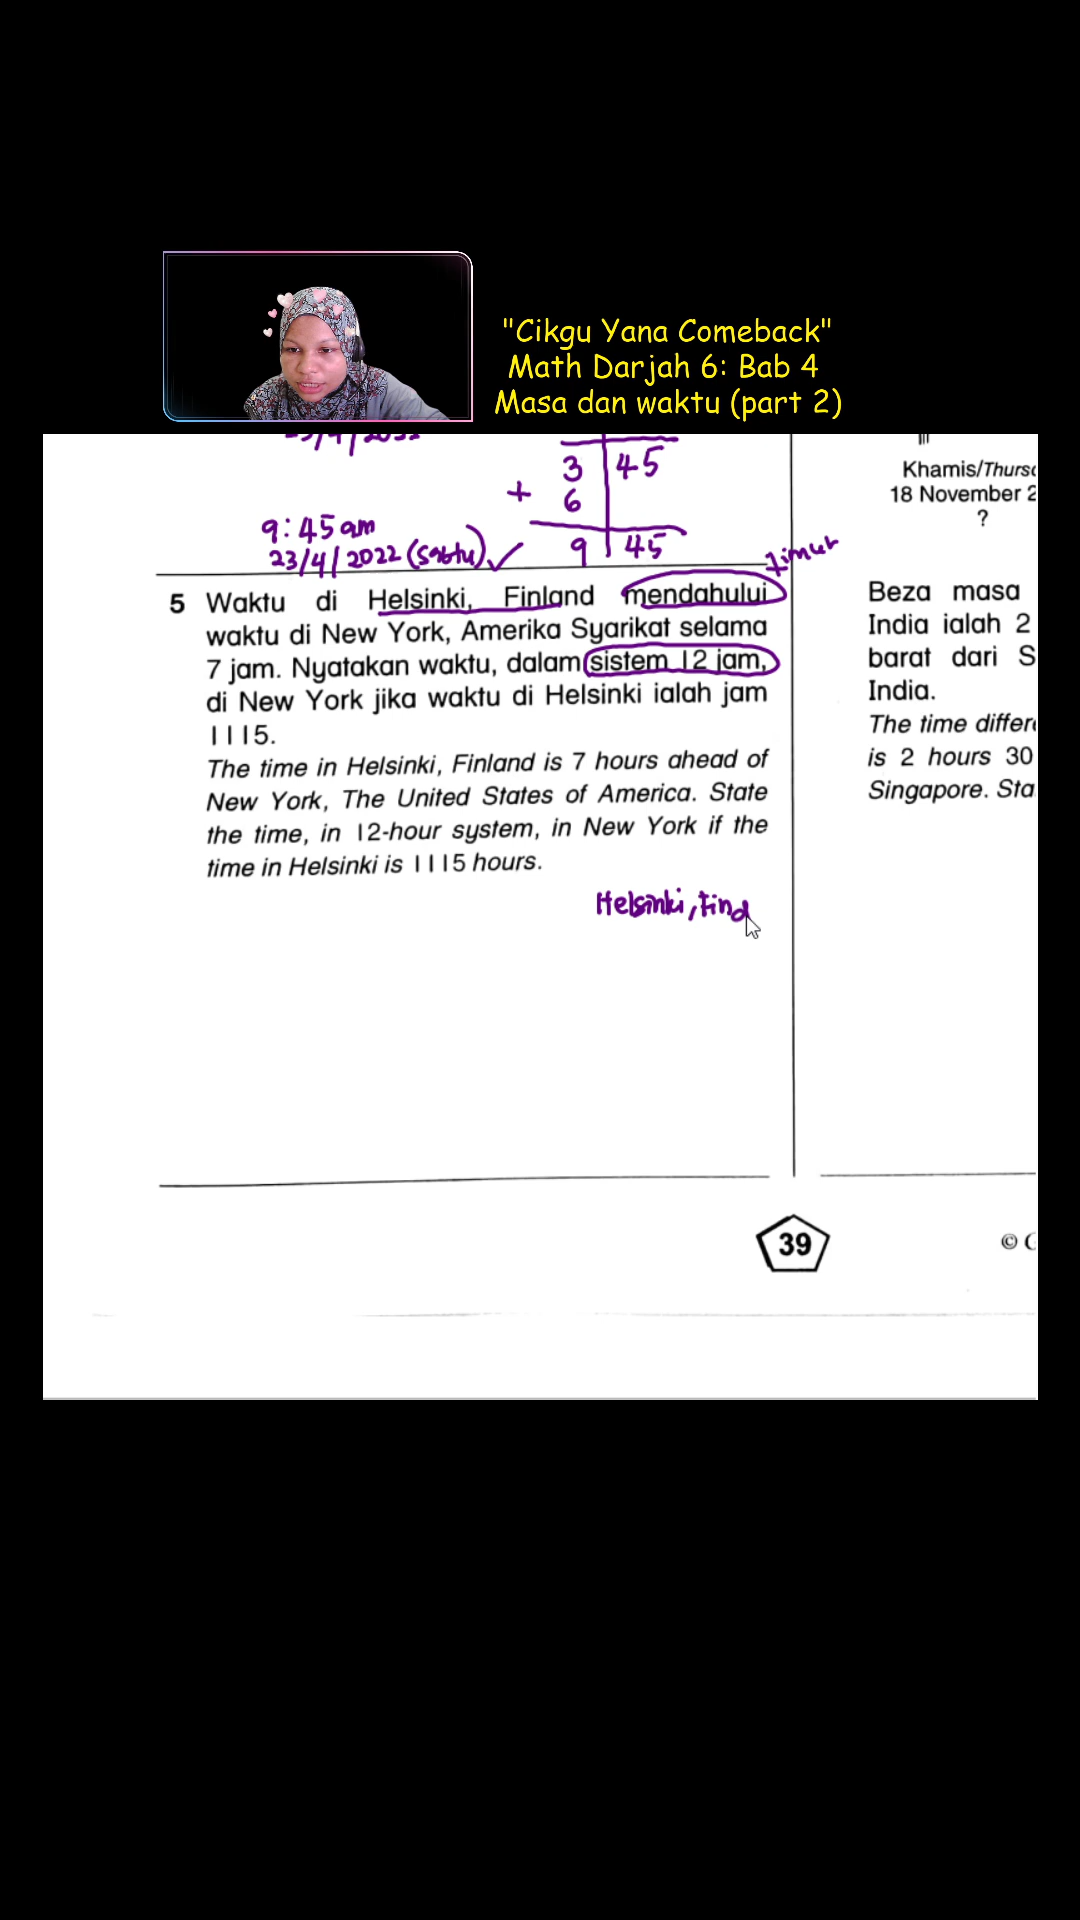 "Cikgu Yana Comeback"
Math Darjah 6: Bab 4
Masa dan waktu (part 2)
3 | 45
+ 6
9 | 45
9:45 am
23/4/2022 (Sabtu) ✓
timur
5 Waktu di Helsinki, Finland mendahului
waktu di New York, Amerika Syarikat selama
7 jam. Nyatakan waktu, dalam sistem 12 jam,
di New York jika waktu di Helsinki ialah jam
1115.
The time in Helsinki, Finland is 7 hours ahead of
New York, The United States of America. State
the time, in 12-hour system, in New York if the
time in Helsinki is 1115 hours.
Helsinki, Find
39
Khamis/Thursd
18 November 2
?
Beza masa
India ialah 2
barat dari S
India.
The time differe
is 2 hours 30
Singapore. Sta
©